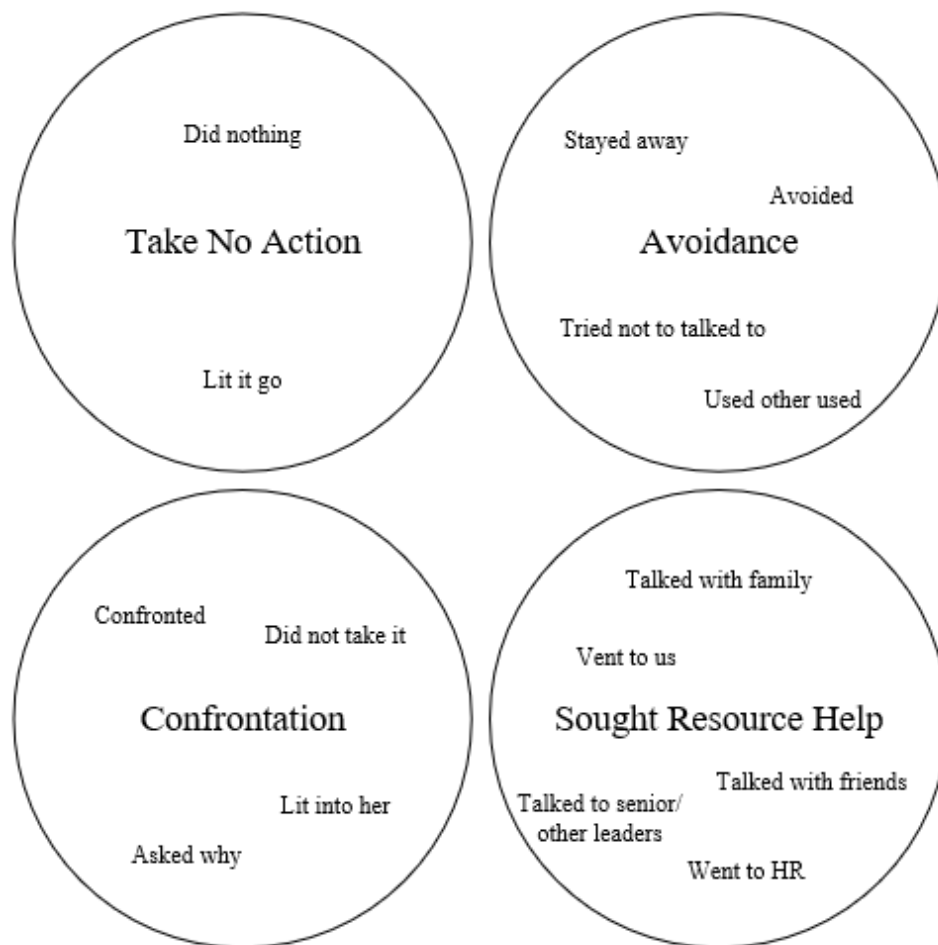 Did nothing
Take No Action
Lit it go
Stayed away
Avoided
Avoidance
Tried not to talked to
Used other used
Confronted
Did not take it
Confrontation
Lit into her
Asked why
Talked with family
Vent to us
Sought Resource Help
Talked with friends
Talked to senior/
other leaders
Went to HR